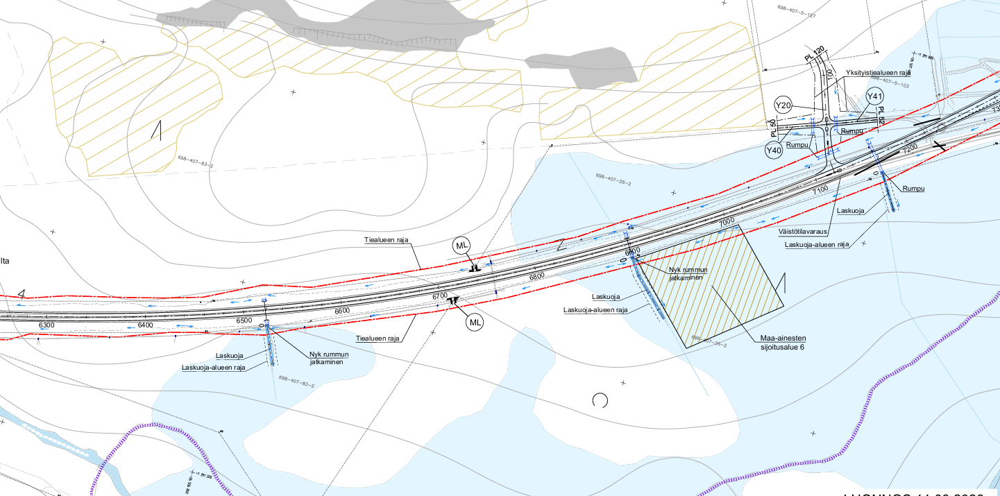 698-407-5-127
PL 120
100
Yksityistiealueen raja
698-407-5-103
Y20
Y41
PL 50
PL 52
Rumpu
Rumpu
Y40
7200
698-407-83-2
698-407-26-2
7100
Rumpu
Laskuoja
Väistötilavaraus
Laskuoja-alueen raja
7000
Tiealueen raja
ML
lta
Nyk rummun
jatkaminen
6800
6700
6600
6500
6400
6300
Laskuoja
Laskuoja-alueen raja
ML
Tiealueen raja
Maa-ainesten
sijoitusalue 6
698-407-26-2
Laskuoja
Laskuoja-alueen raja
Nyk rummun
jatkaminen
698-407-83-2